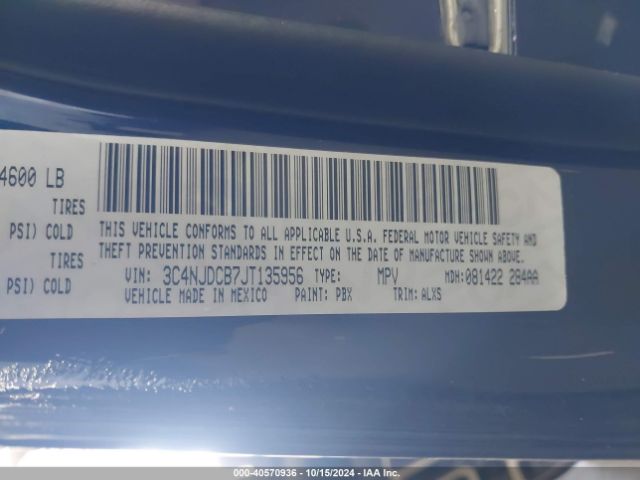 4600 LB
TIRES
PSI) COLD
TIRES
PSI) COLD
THIS VEHICLE CONFORMS TO ALL APPLICABLE U.S.A. FEDERAL MOTOR VEHICLE SAFETY AND
THEFT PREVENTION STANDARDS IN EFFECT ON THE DATE OF MANUFACTURE SHOWN ABOVE.
VIN: 3C4NJDCB7JT135956 TYPE: MPV MDH: 081422 284AA
VEHICLE MADE IN MEXICO PAINT: PBX TRIM: ALXS
000-40570936 - 10/15/2024 - IAA Inc.